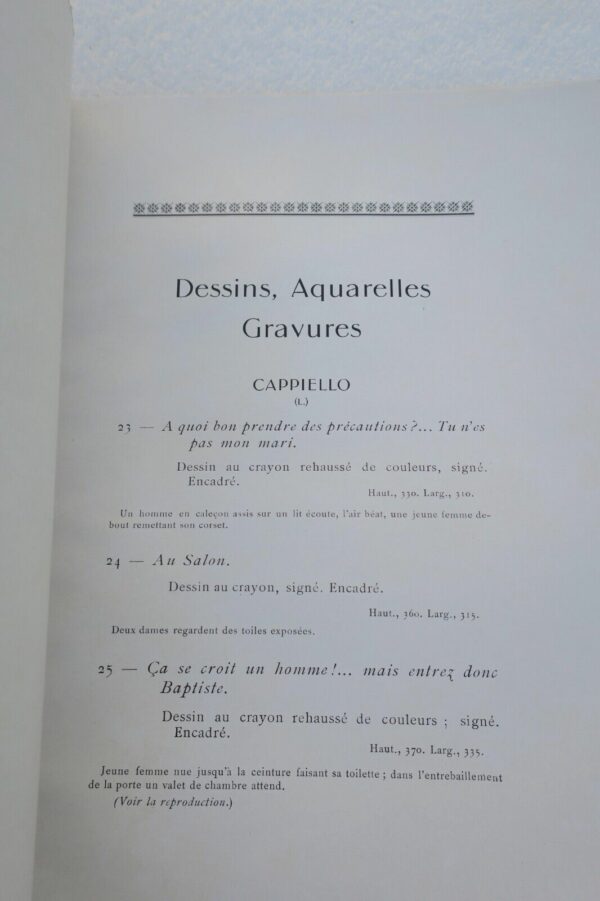 Dessins, Aquarelles
Gravures
CAPPIELLO
(L.)
23 — A quoi bon prendre des précautions ?... Tu n'es
pas mon mari.
Dessin au crayon rehaussé de couleurs, signé.
Encadré.
Haut., 330. Larg., 310.
Un homme en caleçon assis sur un lit écoute, l'air béat, une jeune femme de-
bout remettant son corset.
24 — Au Salon.
Dessin au crayon, signé. Encadré.
Haut., 360. Larg., 315.
Deux dames regardent des toiles exposées.
25 — Ça se croit un homme !... mais entrez donc
Baptiste.
Dessin au crayon rehaussé de couleurs ; signé.
Encadré.
Haut., 370. Larg., 335.
Jeune femme nue jusqu'à la ceinture faisant sa toilette ; dans l'entrebaillement
de la porte un valet de chambre attend.
(Voir la reproduction.)